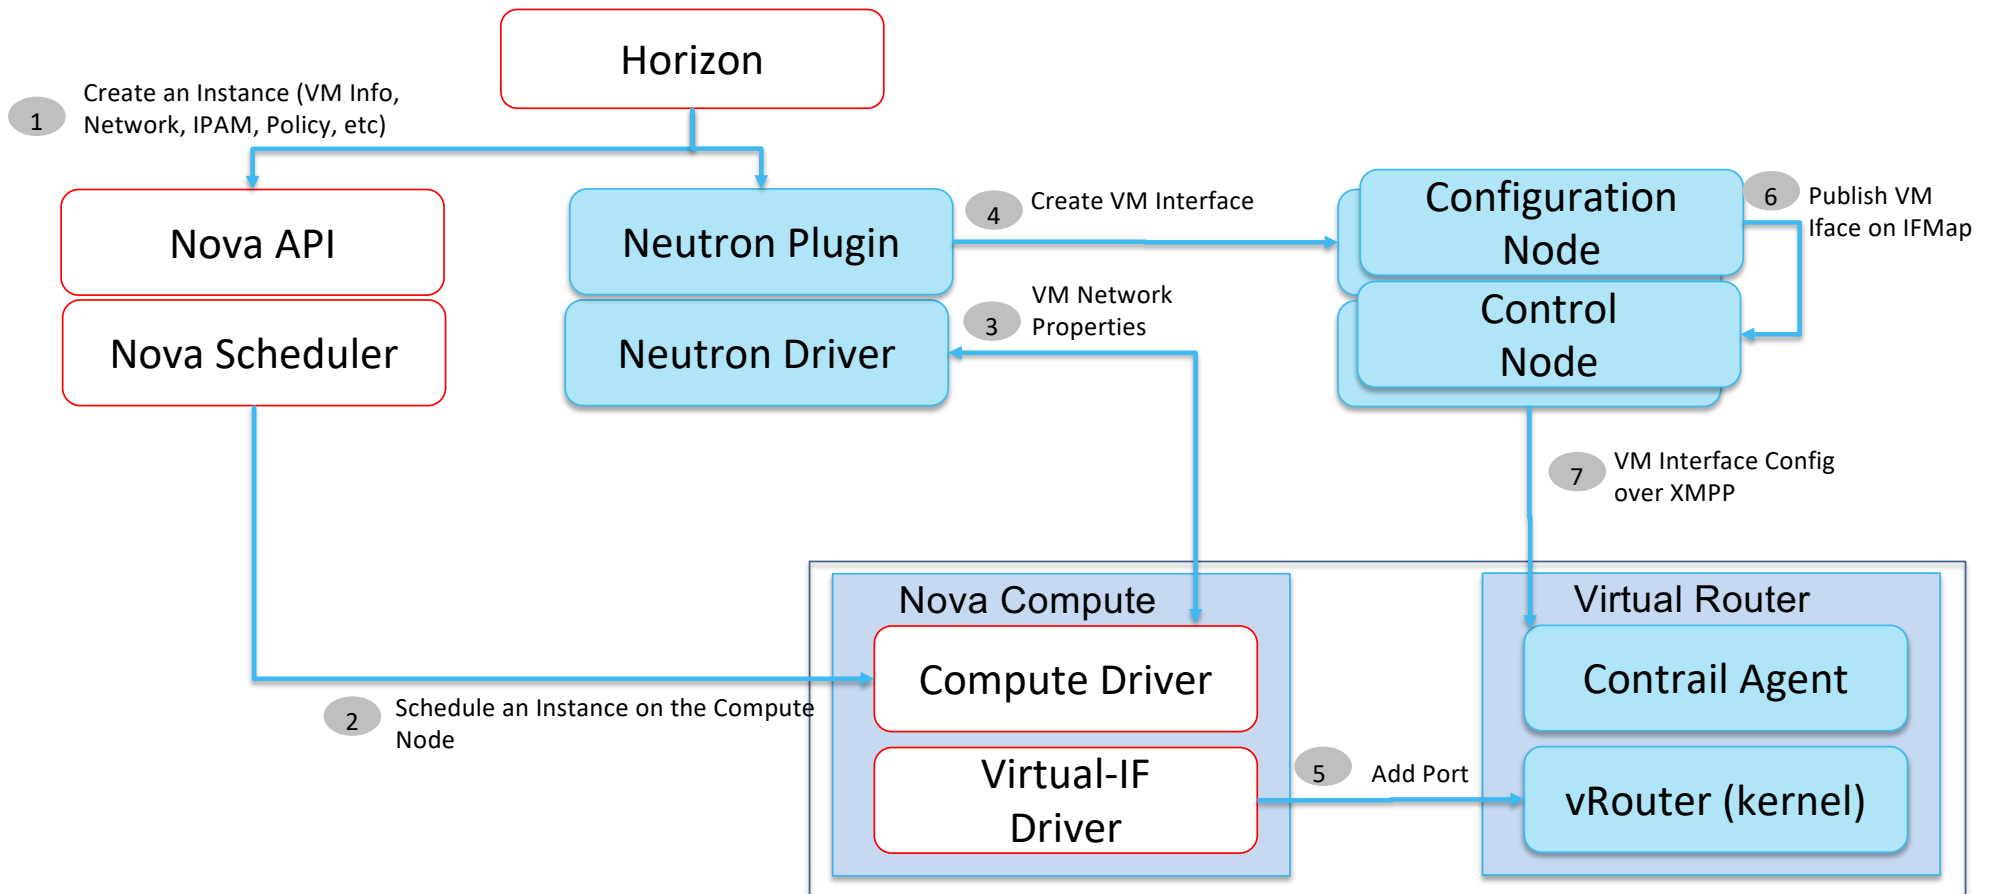 Horizon
1
Create an Instance (VM Info,
Network, IPAM, Policy, etc)
Nova API
Nova Scheduler
Neutron Plugin
Neutron Driver
4
Create VM Interface
3
VM Network
Properties
Configuration
Node
Control
Node
6
Publish VM
Iface on IFMap
7
VM Interface Config
over XMPP
2
Schedule an Instance on the Compute
Node
Nova Compute
Compute Driver
Virtual-IF
Driver
5
Add Port
Virtual Router
Contrail Agent
vRouter (kernel)